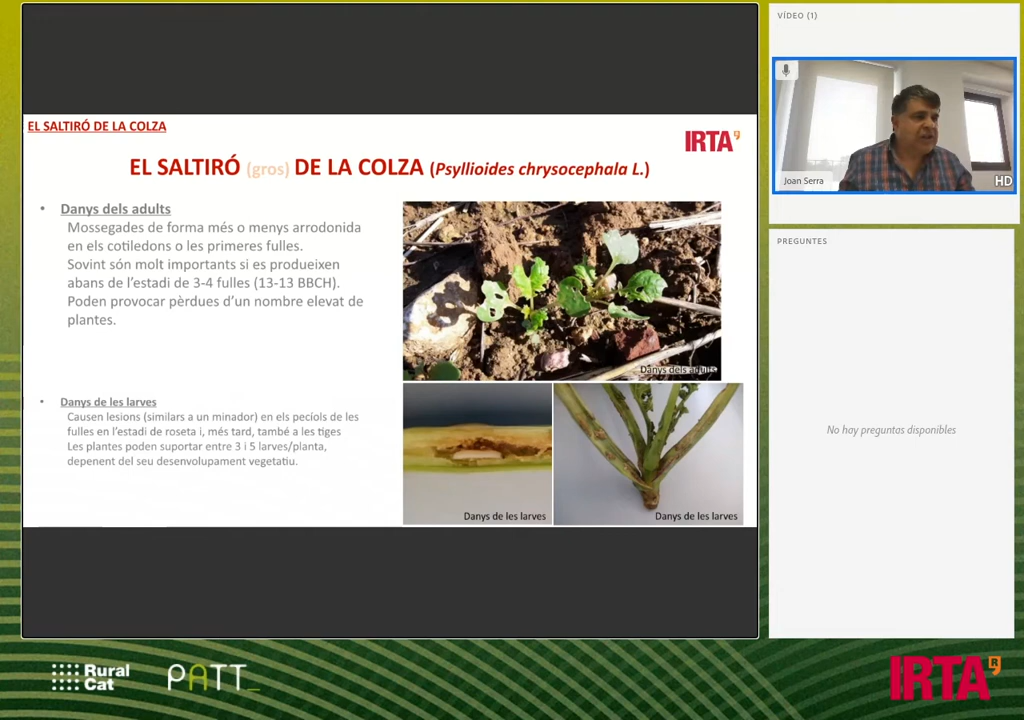 EL SALTIRÓ DE LA COLZA
IRTA
EL SALTIRÓ (gros) DE LA COLZA (Psyllioides chrysocephala L.)
• Danys dels adults
Mossegades de forma més o menys arrodonida
en els cotiledons o les primeres fulles.
Sovint són molt importants si es produeixen
abans de l'estadi de 3-4 fulles (13-13 BBCH).
Poden provocar pèrdues d'un nombre elevat de
plantes.
Danys dels adults
• Danys de les larves
Causen lesions (similars a un minador) en els pecíols de les
fulles en l'estadi de roseta i, més tard, també a les tiges
Les plantes poden suportar entre 3 i 5 larves/planta,
depenent del seu desenvolupament vegetatiu.
Danys de les larves
Danys de les larves
VÍDEO (1)
Joan Serra
HD
PREGUNTES
No hay preguntas disponibles
Rural
Cat
PATT_
IRTA R